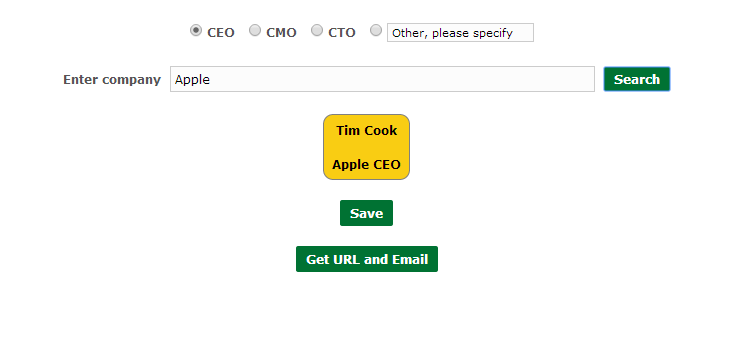 CEO CMO CTO Other, please specify
Enter company Apple Search
Tim Cook
Apple CEO
Save
Get URL and Email